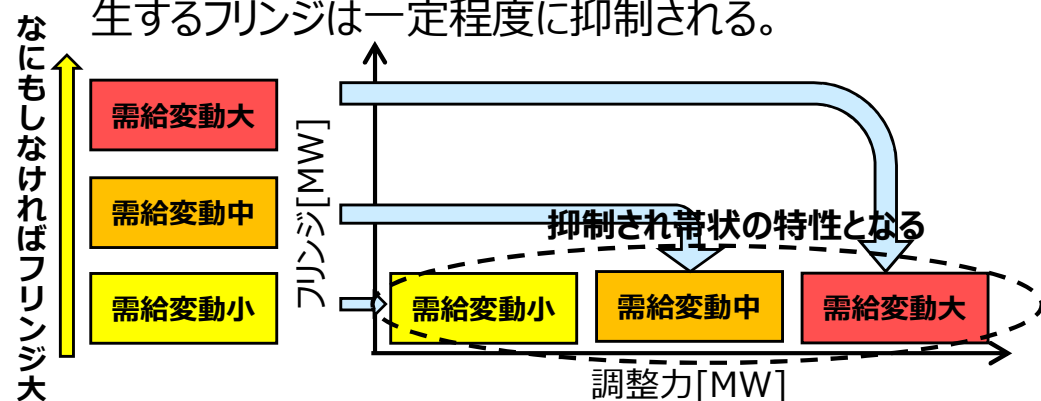 生するフリンジは一定程度に抑制される。
なにもしなければフリンジ大
需給変動大
需給変動中
需給変動小
フリンジ[MW]
抑制され帯状の特性となる
需給変動小
需給変動中
需給変動大
調整力[MW]